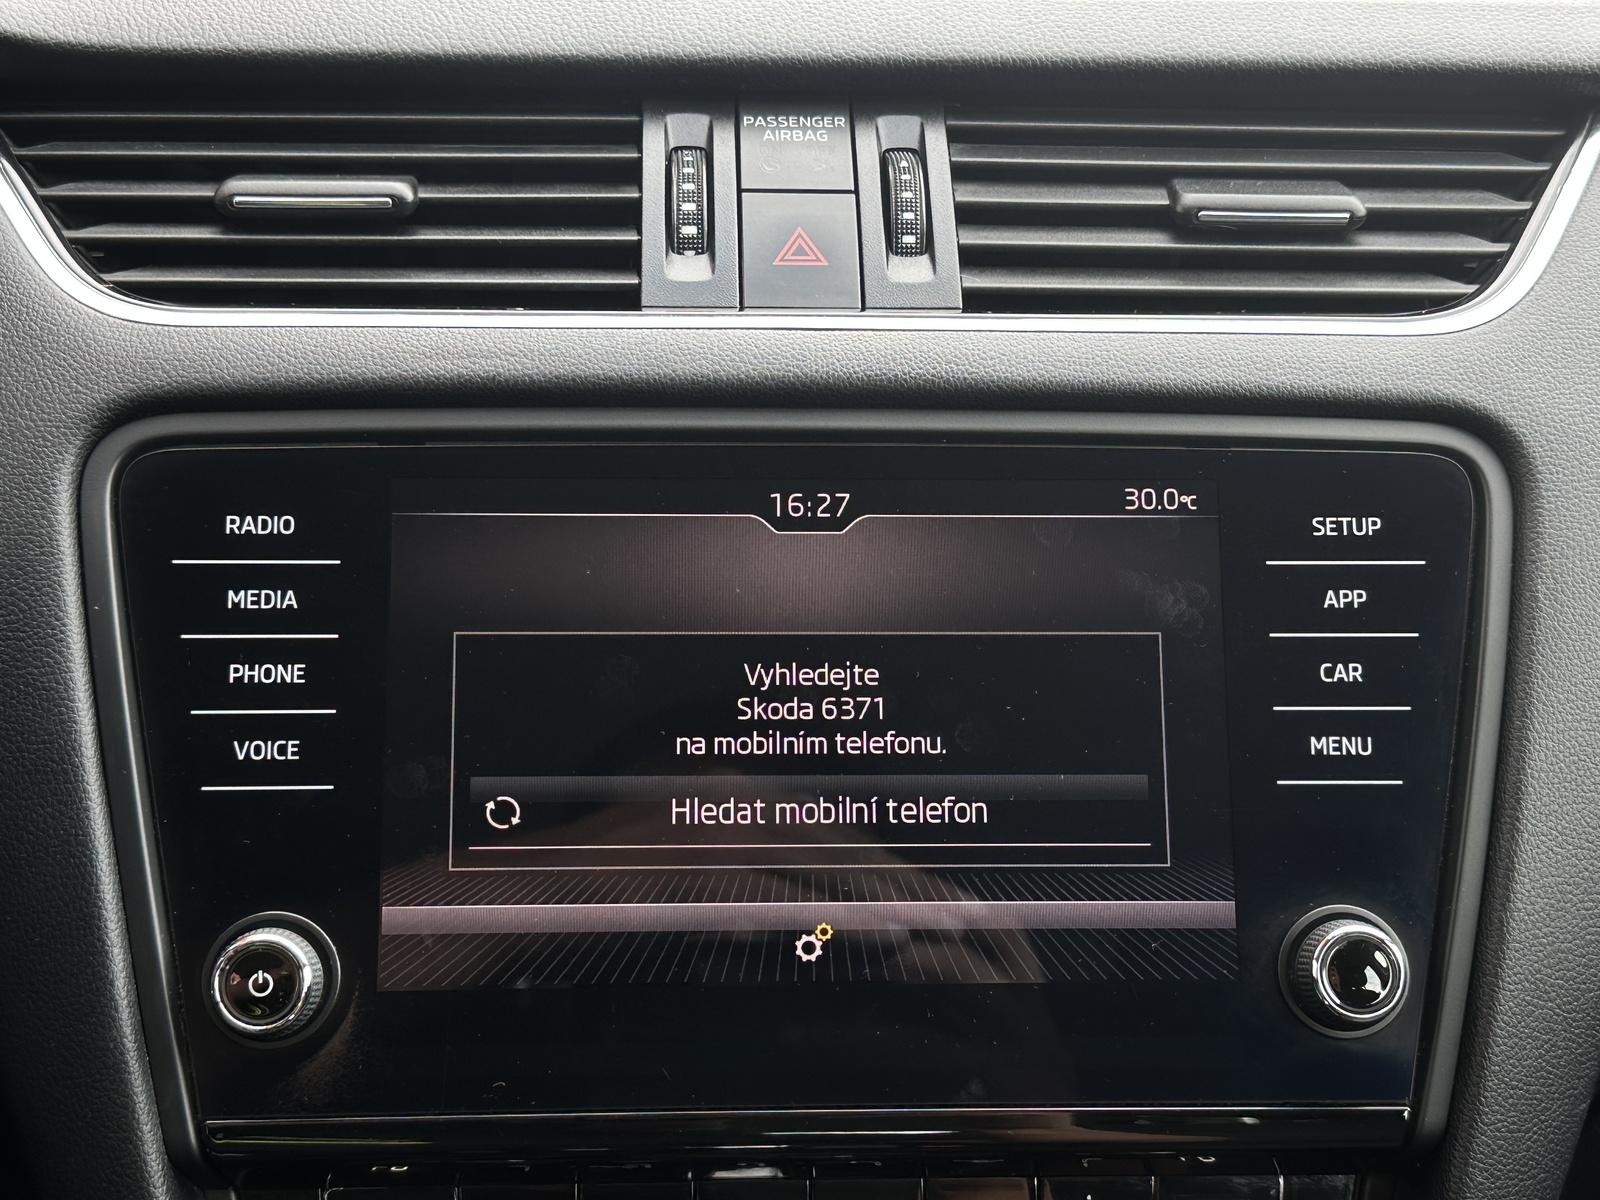 PASSENGER
AIRBAG
16:27
30.0°C
RADIO
MEDIA
PHONE
VOICE
Vyhledejte
Skoda 6371
na mobilním telefonu.
Hledat mobilní telefon
SETUP
APP
CAR
MENU